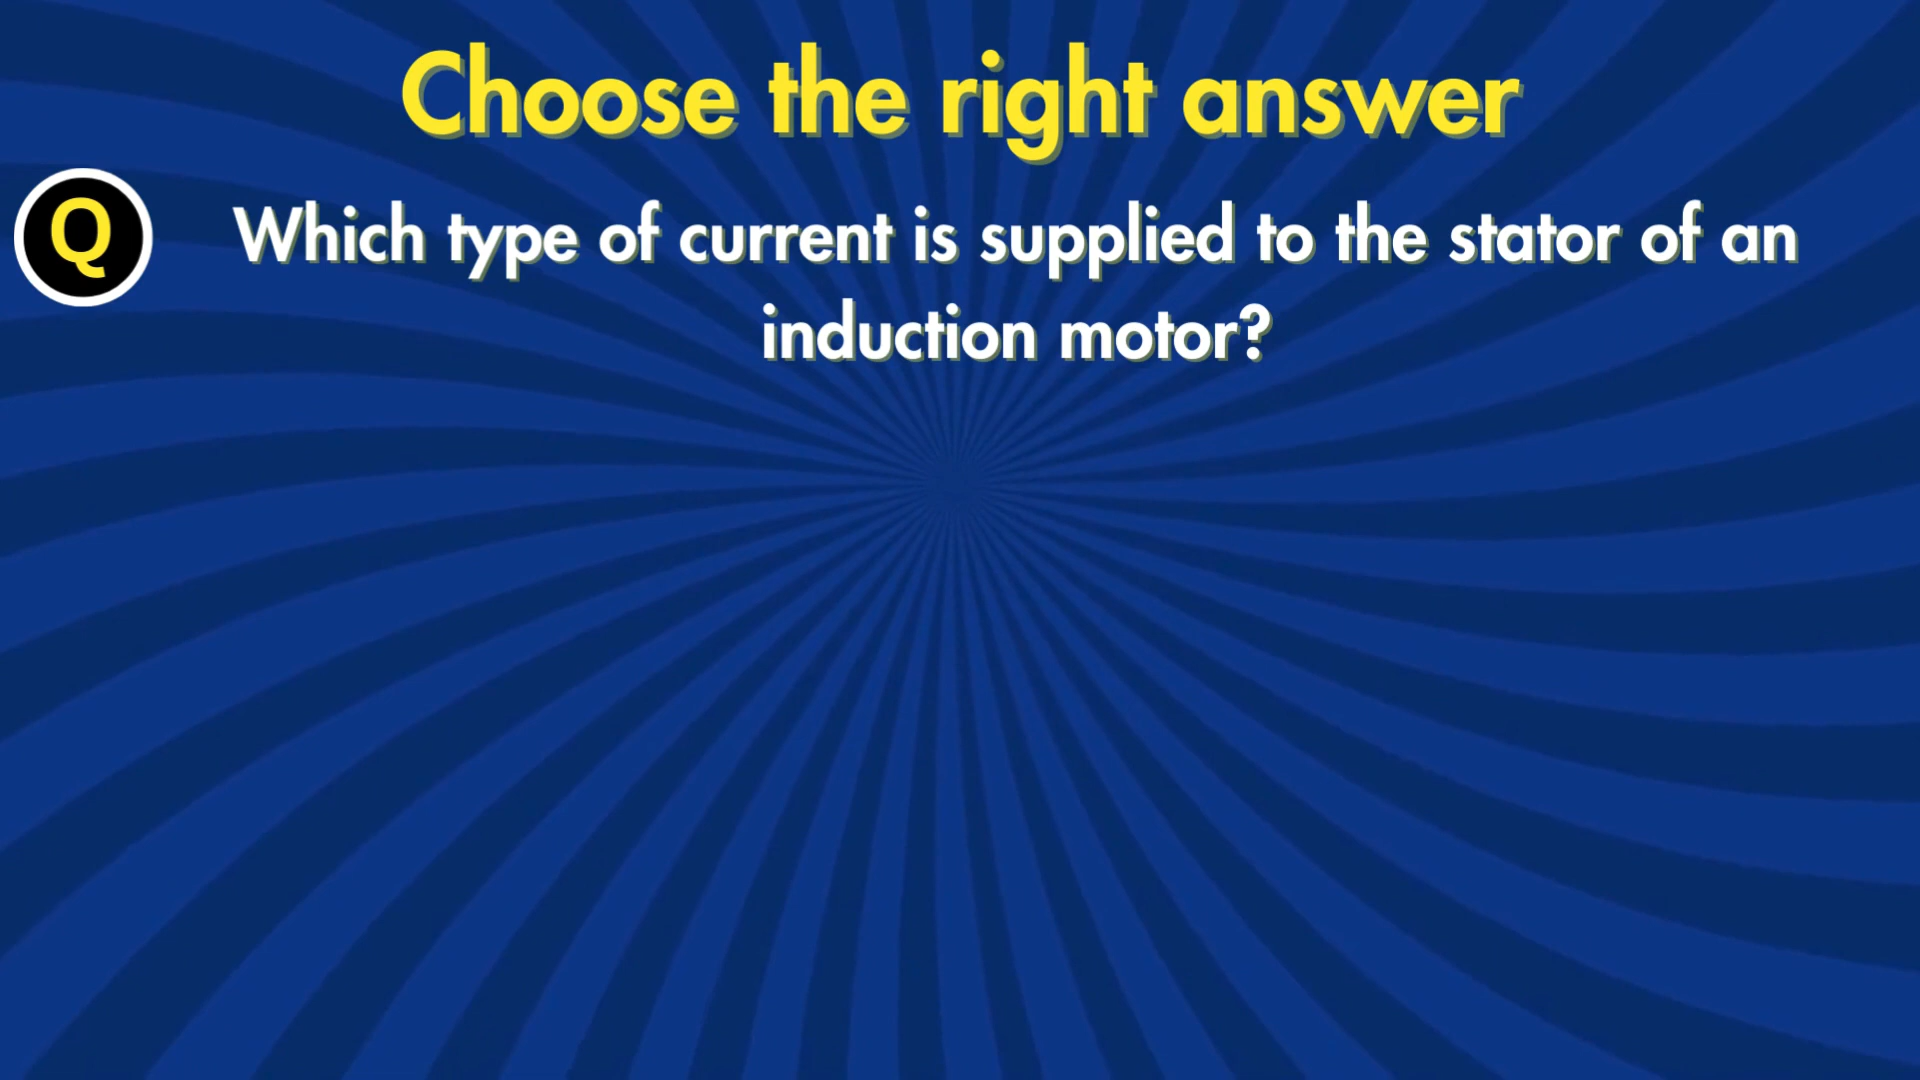 Choose the right answer
Q
Which type of current is supplied to the stator of an
induction motor?